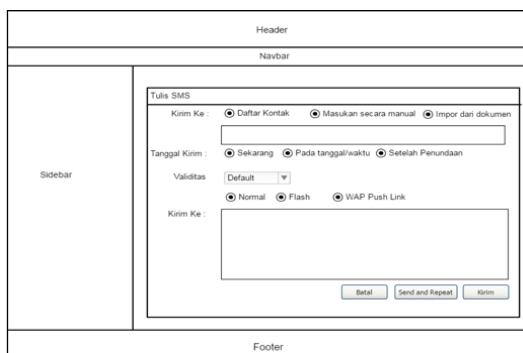 Header
Navbar
Sidebar
Tulis SMS
Kirim Ke : Daftar Kontak Masukan secara manual Impor dari dokumen
Tanggal Kirim : Sekarang Pada tanggal/waktu Setelah Penundaan
Validitas Default
Normal Flash WAP Push Link
Kirim Ke :
Batal Send and Repeat Kirim
Footer